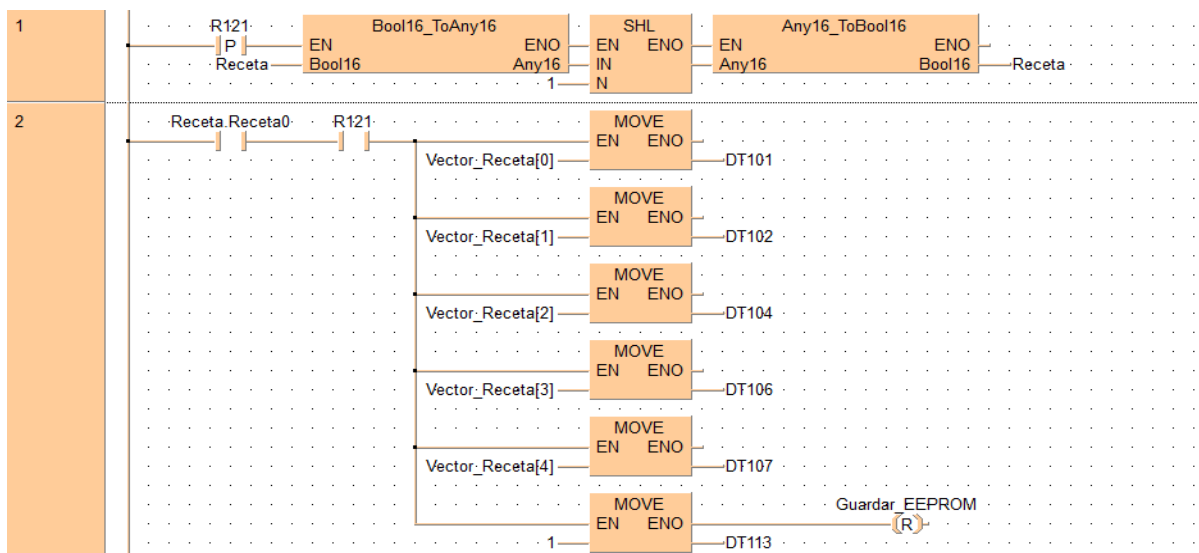 1
R121 Bool16_ToAny16 SHL Any16_ToBool16
P EN ENO EN ENO EN ENO
Receta Bool16 Any16 IN Any16 Bool16 Receta
1 N
2
Receta.Receta0 R121 MOVE
EN ENO
Vector_Receta[0] DT101
MOVE
EN ENO
Vector_Receta[1] DT102
MOVE
EN ENO
Vector_Receta[2] DT104
MOVE
EN ENO
Vector_Receta[3] DT106
MOVE
EN ENO
Vector_Receta[4] DT107
MOVE Guardar_EEPROM
EN ENO R
1 DT113